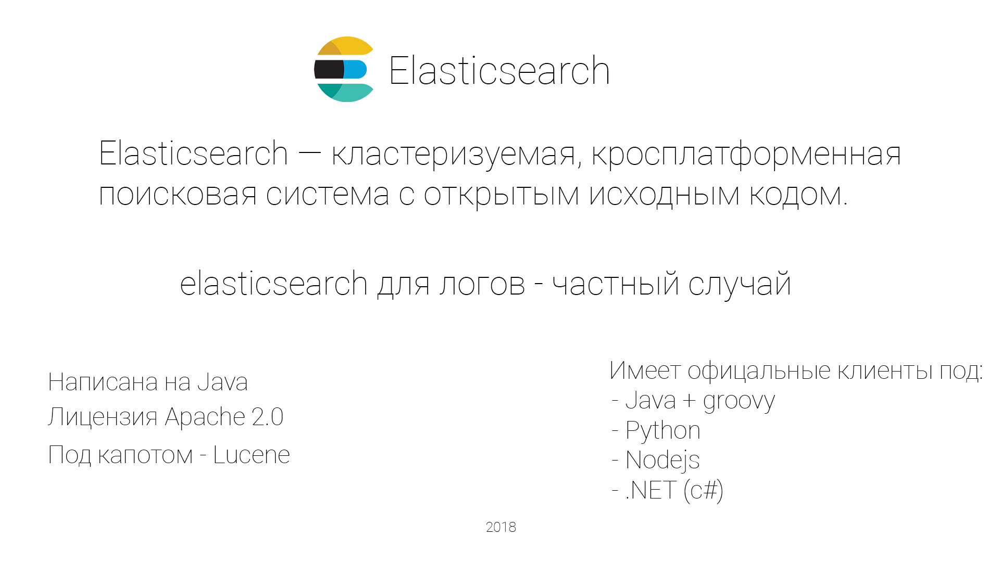 Elasticsearch
Elasticsearch — кластеризуемая, кросплатформенная
поисковая система с открытым исходным кодом.
elasticsearch для логов - частный случай
Написана на Java
Лицензия Apache 2.0
Под капотом - Lucene
Имеет офицальные клиенты под:
- Java + groovy
- Python
- Nodejs
- .NET (c#)
2018